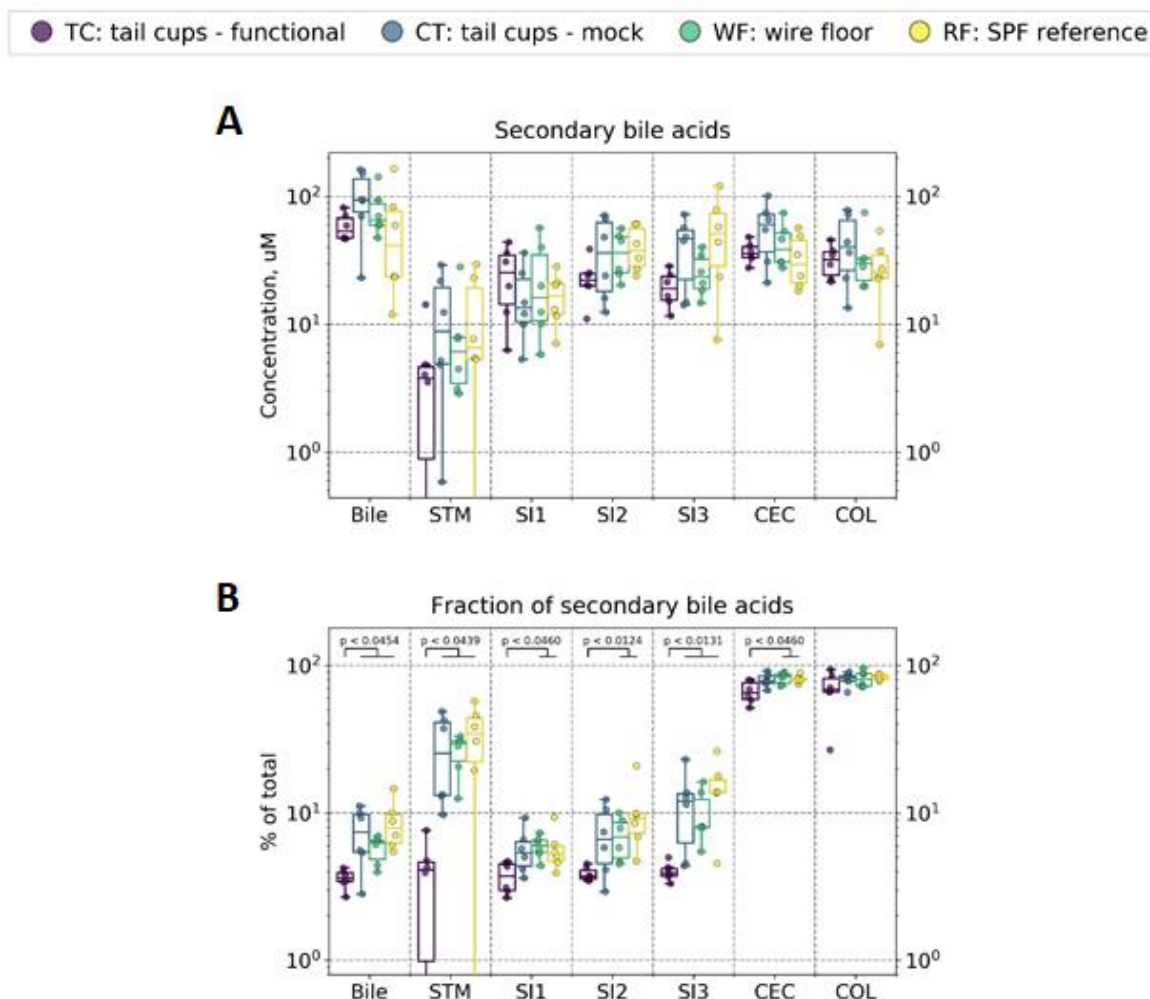 TC: tail cups - functional CT: tail cups - mock WF: wire floor RF: SPF reference
A
Secondary bile acids
Concentration, uM
10² 10²
10¹ 10¹
10⁰ 10⁰
Bile STM SI1 SI2 SI3 CEC COL
B
Fraction of secondary bile acids
% of total
p < 0.0454 p < 0.0439 p < 0.0460 p < 0.0124 p < 0.0131 p < 0.0460
10² 10²
10¹ 10¹
10⁰ 10⁰
Bile STM SI1 SI2 SI3 CEC COL